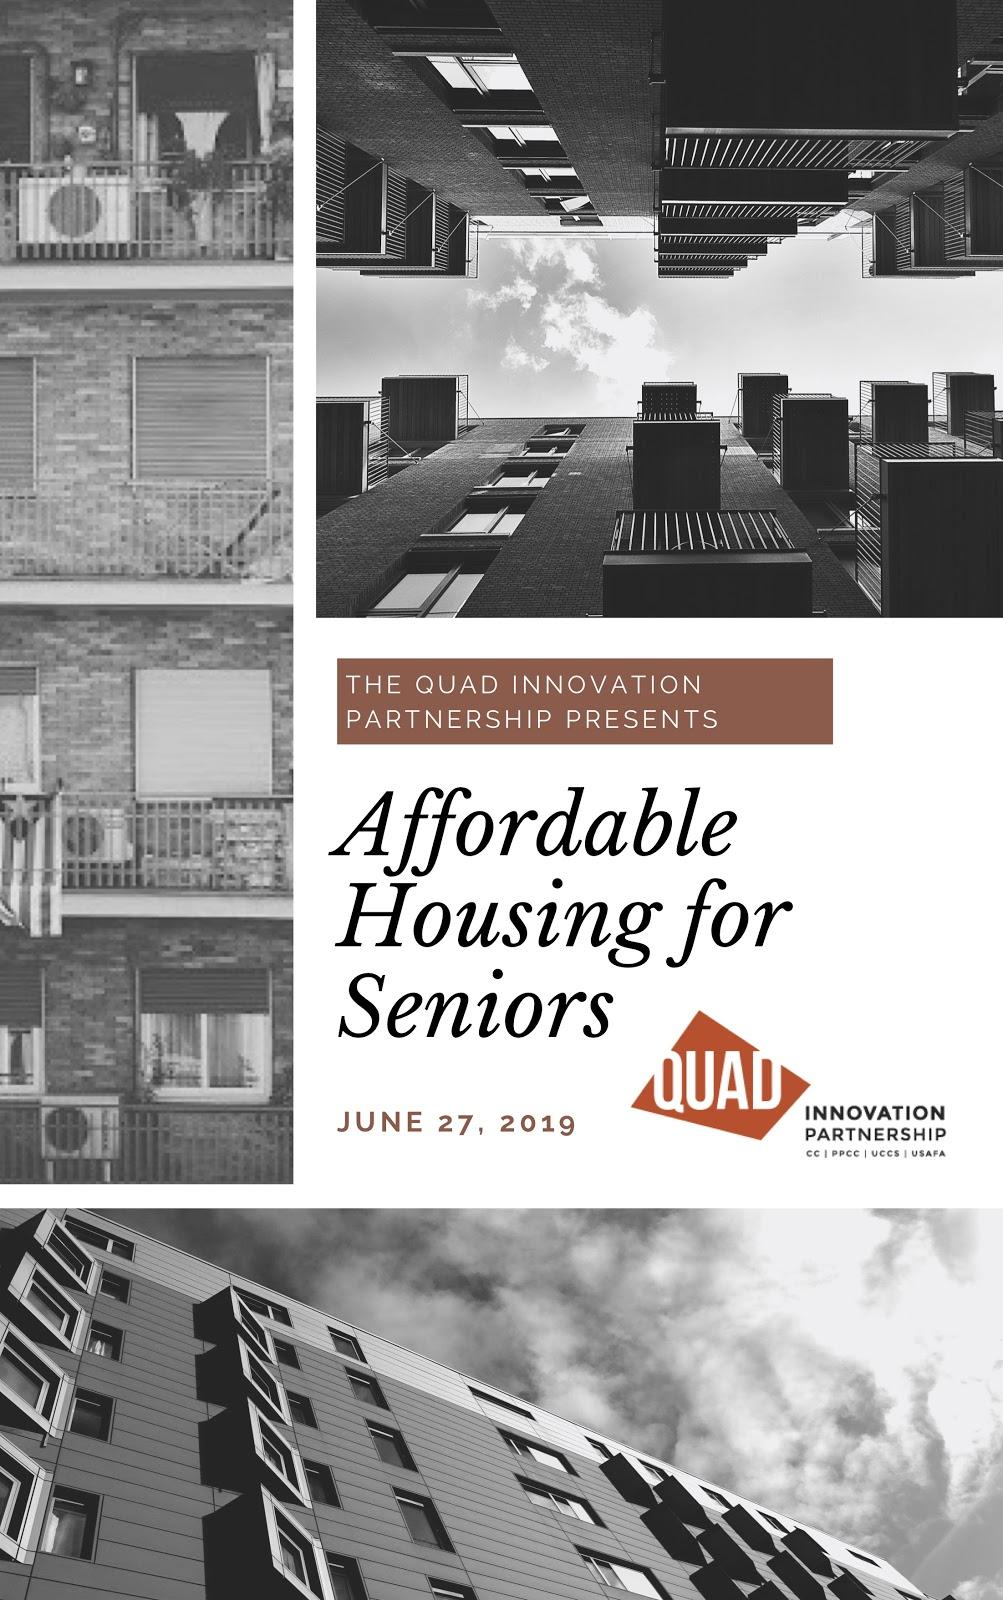 THE QUAD INNOVATION
PARTNERSHIP PRESENTS
Affordable
Housing for
Seniors
JUNE 27, 2019
QUAD
INNOVATION
PARTNERSHIP
CC | PPCC | UCCS | USAFA